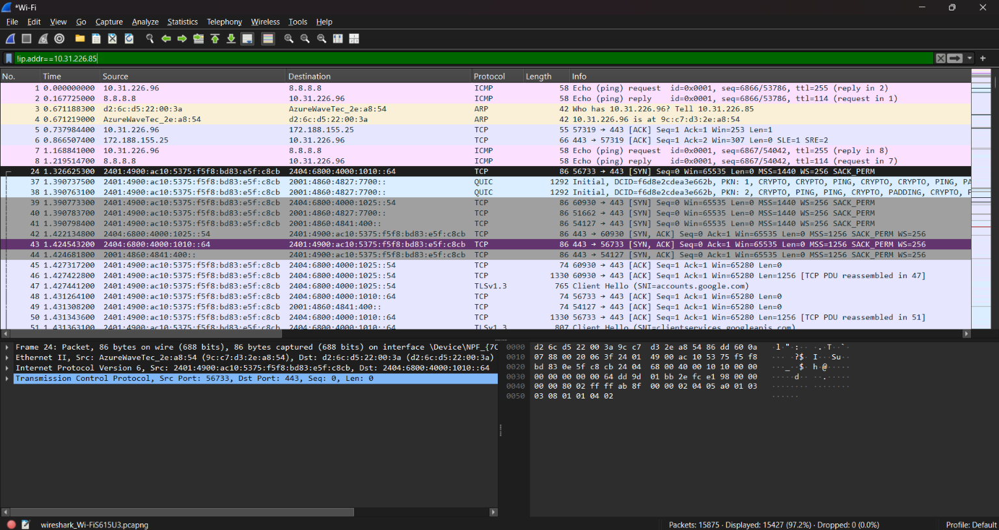 *Wi-Fi
File Edit View Go Capture Analyze Statistics Telephony Wireless Tools Help
!ip.addr==10.31.226.85
No. Time Source Destination Protocol Length Info
1 0.000000000 10.31.226.96 8.8.8.8 ICMP 58 Echo (ping) request id=0x0001, seq=6866/53786, ttl=255 (reply in 2)
2 0.167725000 8.8.8.8 10.31.226.96 ICMP 58 Echo (ping) reply id=0x0001, seq=6866/53786, ttl=114 (request in 1)
3 0.671188300 d2:6c:d5:22:00:3a AzureWaveTec_2e:a8:54 ARP 42 Who has 10.31.226.96? Tell 10.31.226.85
4 0.671219000 AzureWaveTec_2e:a8:54 d2:6c:d5:22:00:3a ARP 42 10.31.226.96 is at 9c:c7:d3:2e:a8:54
5 0.737984400 10.31.226.96 172.188.155.25 TCP 55 57319 → 443 [ACK] Seq=1 Ack=1 Win=253 Len=1
6 0.866507400 172.188.155.25 10.31.226.96 TCP 66 443 → 57319 [ACK] Seq=1 Ack=2 Win=307 Len=0 SLE=1 SRE=2
7 1.168841000 10.31.226.96 8.8.8.8 ICMP 58 Echo (ping) request id=0x0001, seq=6867/54042, ttl=255 (reply in 8)
8 1.219514700 8.8.8.8 10.31.226.96 ICMP 58 Echo (ping) reply id=0x0001, seq=6867/54042, ttl=114 (request in 7)
24 1.326625300 2401:4900:ac10:5375:f5f8:bd83:e5f:c8cb 2404:6800:4000:1010::64 TCP 86 56733 → 443 [SYN] Seq=0 Win=65535 Len=0 MSS=1440 WS=256 SACK_PERM
37 1.390737500 2401:4900:ac10:5375:f5f8:bd83:e5f:c8cb 2001:4860:4827:7700:: QUIC 1292 Initial, DCID=f6d8e2cdea3e662b, PKN: 1, CRYPTO, CRYPTO, PING, CRYPTO, CRYPTO, CRYPTO, PING, PA
38 1.390763100 2401:4900:ac10:5375:f5f8:bd83:e5f:c8cb 2001:4860:4827:7700:: QUIC 1292 Initial, DCID=f6d8e2cdea3e662b, PKN: 2, CRYPTO, PING, PING, CRYPTO, PADDING, CRYPTO, P
39 1.390773300 2401:4900:ac10:5375:f5f8:bd83:e5f:c8cb 2404:6800:4000:1025::54 TCP 86 60930 → 443 [SYN] Seq=0 Win=65535 Len=0 MSS=1440 WS=256 SACK_PERM
40 1.390783700 2401:4900:ac10:5375:f5f8:bd83:e5f:c8cb 2001:4860:4827:7700:: TCP 86 51662 → 443 [SYN] Seq=0 Win=65535 Len=0 MSS=1440 WS=256 SACK_PERM
41 1.390798400 2401:4900:ac10:5375:f5f8:bd83:e5f:c8cb 2001:4860:4841:400:: TCP 86 54127 → 443 [SYN] Seq=0 Win=65535 Len=0 MSS=1440 WS=256 SACK_PERM
42 1.422134800 2404:6800:4000:1025::54 2401:4900:ac10:5375:f5f8:bd83:e5f:c8cb TCP 86 443 → 60930 [SYN, ACK] Seq=0 Ack=1 Win=65535 Len=0 MSS=1256 SACK_PERM WS=256
43 1.424543200 2404:6800:4000:1010::64 2401:4900:ac10:5375:f5f8:bd83:e5f:c8cb TCP 86 443 → 56733 [SYN, ACK] Seq=0 Ack=1 Win=65535 Len=0 MSS=1256 SACK_PERM WS=256
44 1.424681800 2001:4860:4841:400:: 2401:4900:ac10:5375:f5f8:bd83:e5f:c8cb TCP 86 443 → 54127 [SYN, ACK] Seq=0 Ack=1 Win=65535 Len=0 MSS=1256 SACK_PERM WS=256
45 1.427317200 2401:4900:ac10:5375:f5f8:bd83:e5f:c8cb 2404:6800:4000:1025::54 TCP 74 60930 → 443 [ACK] Seq=1 Ack=1 Win=65280 Len=0
46 1.427422800 2401:4900:ac10:5375:f5f8:bd83:e5f:c8cb 2404:6800:4000:1025::54 TCP 1330 60930 → 443 [ACK] Seq=1 Ack=1 Win=65280 Len=1256 [TCP PDU reassembled in 47]
47 1.427441200 2401:4900:ac10:5375:f5f8:bd83:e5f:c8cb 2404:6800:4000:1025::54 TLSv1.3 765 Client Hello (SNI=accounts.google.com)
48 1.431264100 2401:4900:ac10:5375:f5f8:bd83:e5f:c8cb 2404:6800:4000:1010::64 TCP 74 56733 → 443 [ACK] Seq=1 Ack=1 Win=65280 Len=0
49 1.431308200 2401:4900:ac10:5375:f5f8:bd83:e5f:c8cb 2001:4860:4841:400:: TCP 74 54127 → 443 [ACK] Seq=1 Ack=1 Win=65280 Len=0
50 1.431343600 2401:4900:ac10:5375:f5f8:bd83:e5f:c8cb 2404:6800:4000:1010::64 TCP 1330 56733 → 443 [ACK] Seq=1 Ack=1 Win=65280 Len=1256 [TCP PDU reassembled in 51]
51 1.431363100 2401:4900:ac10:5375:f5f8:bd83:e5f:c8cb 2404:6800:4000:1010::64 TLSv1.3 807 Client Hello (SNI=clientservices.googleapis.com)
Frame 24: Packet, 86 bytes on wire (688 bits), 86 bytes captured (688 bits) on interface \Device\NPF_{7C
Ethernet II, Src: AzureWaveTec_2e:a8:54 (9c:c7:d3:2e:a8:54), Dst: d2:6c:d5:22:00:3a (d2:6c:d5:22:00:3a)
Internet Protocol Version 6, Src: 2401:4900:ac10:5375:f5f8:bd83:e5f:c8cb, Dst: 2404:6800:4000:1010::64
Transmission Control Protocol, Src Port: 56733, Dst Port: 443, Seq: 0, Len: 0
0000 d2 6c d5 22 00 3a 9c c7 d3 2e a8 54 86 dd 60 0a ·l·":··· ·.·T··`·
0010 07 88 00 20 06 3f 24 01 49 00 ac 10 53 75 f5 f8 ··· ·?$· I···Su··
0020 bd 83 0e 5f c8 cb 24 04 68 00 40 00 10 10 00 00 ···_··$· h·@·····
0030 00 00 00 00 00 64 dd 9d 01 bb 2e fc e1 98 00 00 ·····d·· ··.·····
0040 00 00 80 02 ff ff ab 8f 00 00 02 04 05 a0 01 03 ········ ········
0050 03 08 01 01 04 02 ······
wireshark_Wi-FiS615U3.pcapng Packets: 15875 · Displayed: 15427 (97.2%) · Dropped: 0 (0.0%) Profile: Default